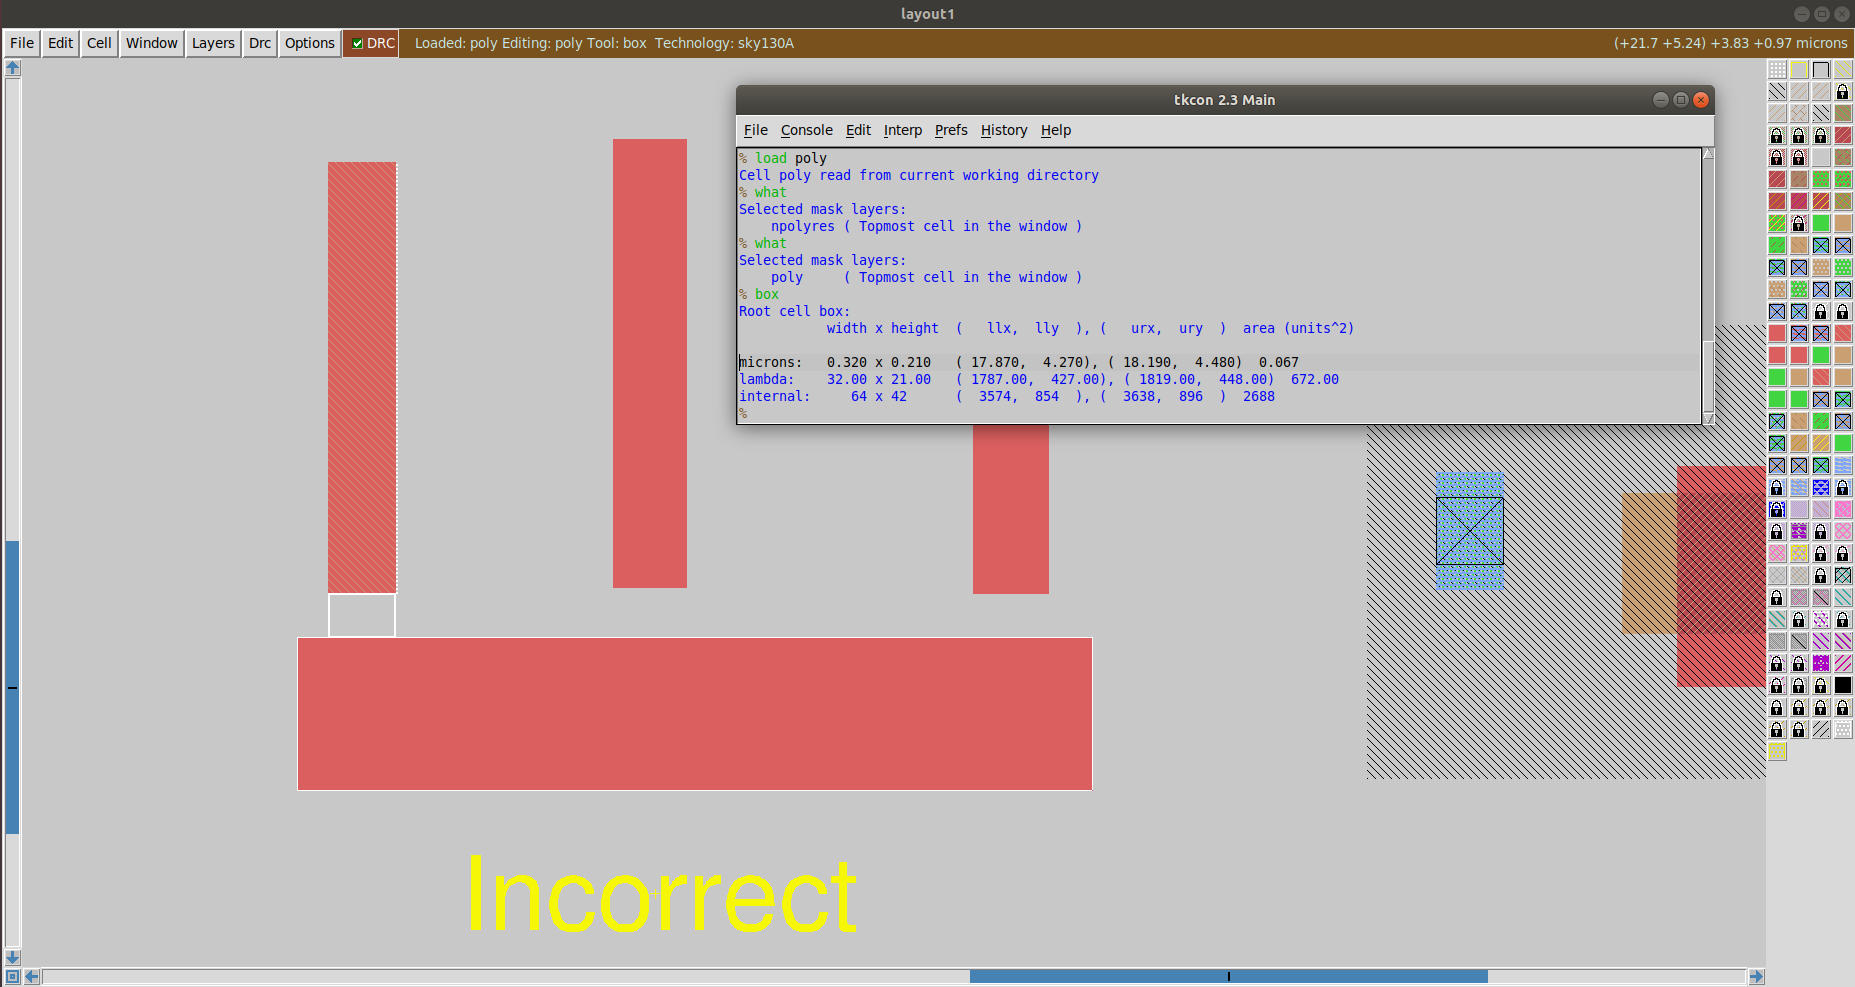 layout1
File Edit Cell Window Layers Drc Options DRC Loaded: poly Editing: poly Tool: box Technology: sky130A (+21.7 +5.24) +3.83 +0.97 microns
tkcon 2.3 Main
File Console Edit Interp Prefs History Help
% load poly
Cell poly read from current working directory
% what
Selected mask layers:
npolyres ( Topmost cell in the window )
% what
Selected mask layers:
poly ( Topmost cell in the window )
% box
Root cell box:
width x height ( llx, lly ), ( urx, ury ) area (units^2)
microns: 0.320 x 0.210 ( 17.870, 4.270), ( 18.190, 4.480) 0.067
lambda: 32.00 x 21.00 ( 1787.00, 427.00), ( 1819.00, 448.00) 672.00
internal: 64 x 42 ( 3574, 854 ), ( 3638, 896 ) 2688
%
Incorrect